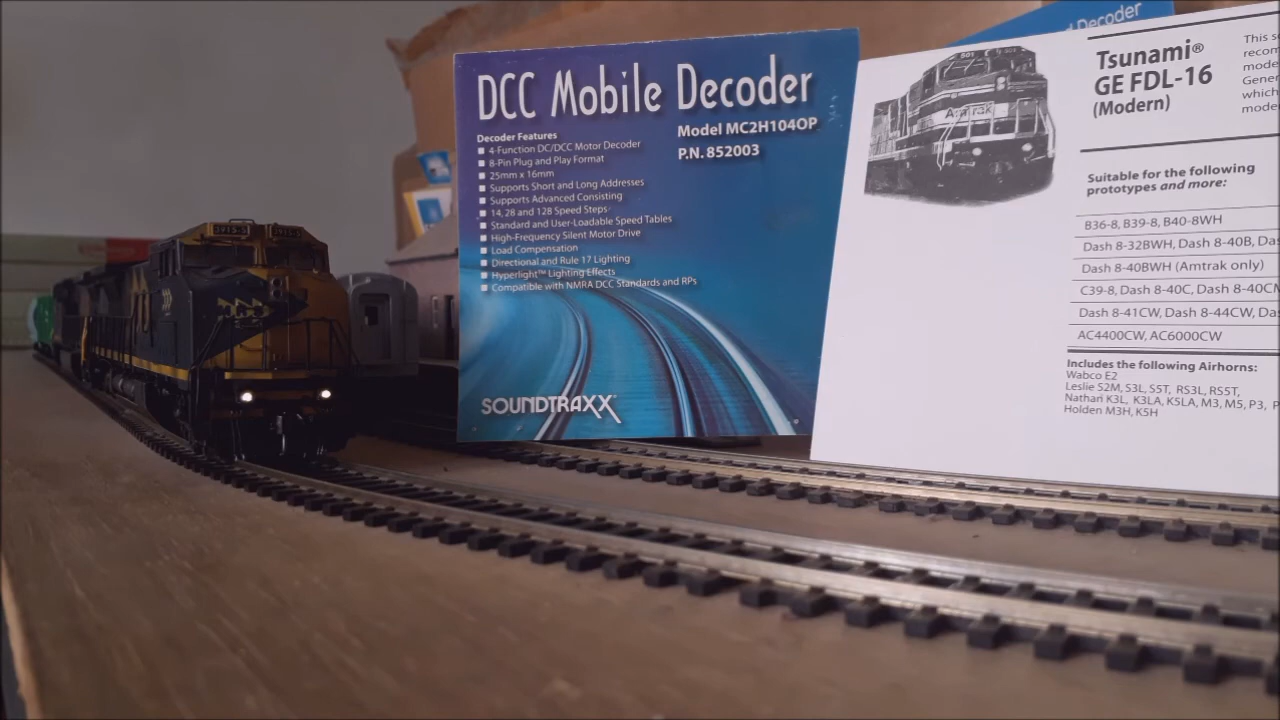 DCC Mobile Decoder
Model MC2H104OP
P.N. 852003
Decoder Features
4-Function DC/DCC Motor Decoder
8-Pin Plug and Play Format
25mm x 16mm
Supports Short and Long Addresses
Supports Advanced Consisting
14, 28 and 128 Speed Steps
Standard and User-Loadable Speed Tables
High-Frequency Silent Motor Drive
Load Compensation
Directional and Rule 17 Lighting
Hyperlight™ Lighting Effects
Compatible with NMRA DCC Standards and RPs
SOUNDTRAXX
Decoder
501
Amtrak
Tsunami®
GE FDL-16
(Modern)
This
Suitable for the following
prototypes and more:
B36-8, B39-8, B40-8WH
Dash 8-32BWH, Dash 8-40B,
Dash 8-40BWH (Amtrak only)
C39-8, Dash 8-40C, Dash 8-40C
Dash 8-41CW, Dash 8-44CW,
AC4400CW, AC6000CW
Includes the following Airhorns:
Wabco E2
Leslie S2M, S3L, S5T, RS3L, RS5T,
Nathan K3L, K3LA, K5LA, M3, M5, P3,
Holden M3H, K5H